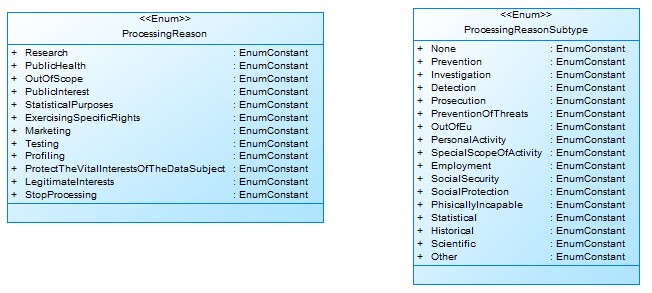 <<Enum>>
ProcessingReason
+ Research : EnumConstant
+ PublicHealth : EnumConstant
+ OutOfScope : EnumConstant
+ PublicInterest : EnumConstant
+ StatisticalPurposes : EnumConstant
+ ExercisingSpecificRights : EnumConstant
+ Marketing : EnumConstant
+ Testing : EnumConstant
+ Profiling : EnumConstant
+ ProtectTheVitalInterestsOfTheDataSubject : EnumConstant
+ LegitimateInterests : EnumConstant
+ StopProcessing : EnumConstant
<<Enum>>
ProcessingReasonSubtype
+ None : EnumConstant
+ Prevention : EnumConstant
+ Investigation : EnumConstant
+ Detection : EnumConstant
+ Prosecution : EnumConstant
+ PreventionOfThreats : EnumConstant
+ OutOfEu : EnumConstant
+ PersonalActivity : EnumConstant
+ SpecialScopeOfActivity : EnumConstant
+ Employment : EnumConstant
+ SocialSecurity : EnumConstant
+ SocialProtection : EnumConstant
+ PhisicallyIncapable : EnumConstant
+ Statistical : EnumConstant
+ Historical : EnumConstant
+ Scientific : EnumConstant
+ Other : EnumConstant